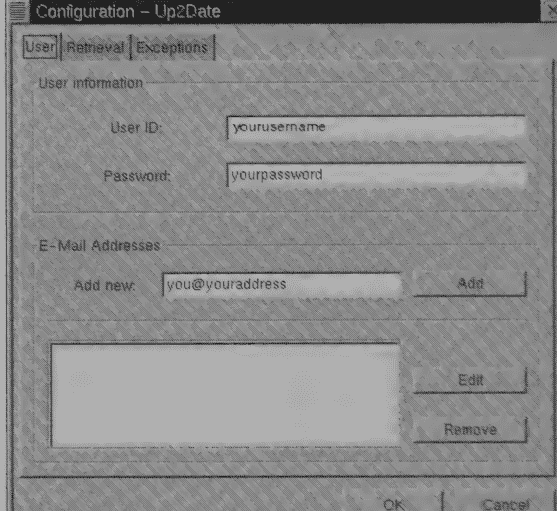 Configuration - Up2Date
User Retrieval Exceptions
User information
User ID: yourusername
Password: yourpassword
E-Mail Addresses
Add new: you@youraddress Add
Edit
Remove
OK Cancel